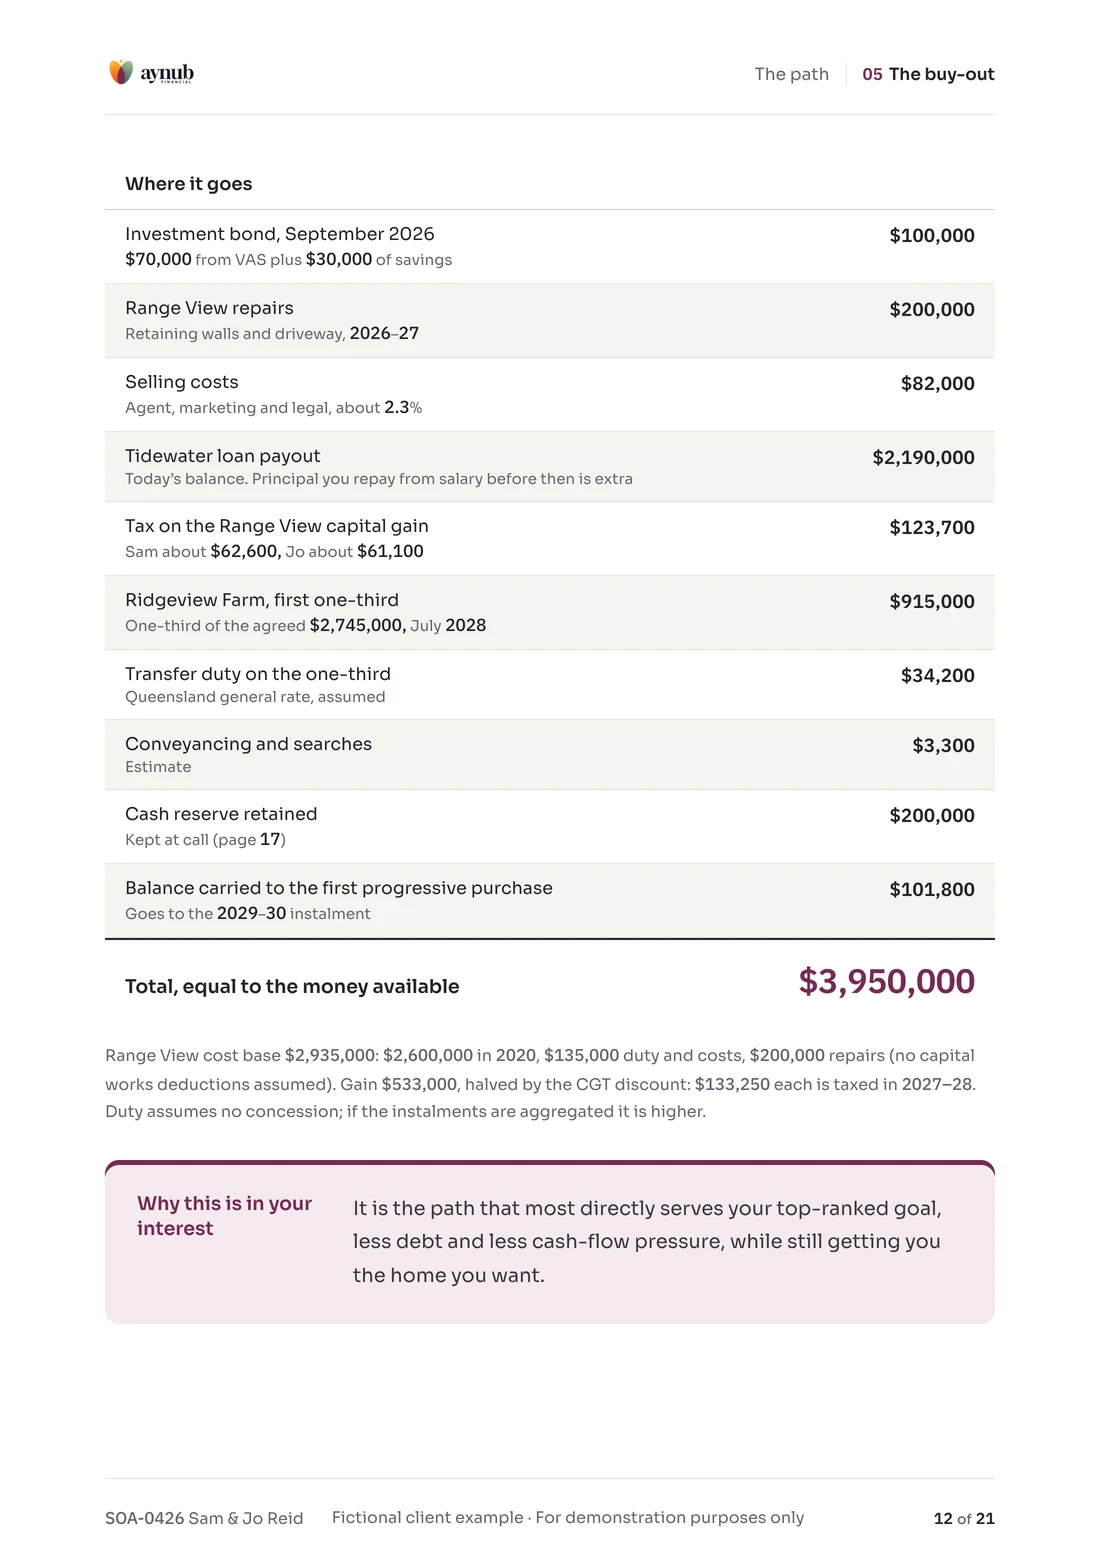 aynub
FINANCIAL
The path
05 The buy-out
Where it goes
Investment bond, September 2026
$100,000
$70,000 from VAS plus $30,000 of savings
Range View repairs
$200,000
Retaining walls and driveway, 2026–27
Selling costs
$82,000
Agent, marketing and legal, about 2.3%
Tidewater loan payout
$2,190,000
Today’s balance. Principal you repay from salary before then is extra
Tax on the Range View capital gain
$123,700
Sam about $62,600, Jo about $61,100
Ridgeview Farm, first one-third
$915,000
One-third of the agreed $2,745,000, July 2028
Transfer duty on the one-third
$34,200
Queensland general rate, assumed
Conveyancing and searches
$3,300
Estimate
Cash reserve retained
$200,000
Kept at call (page 17)
Balance carried to the first progressive purchase
$101,800
Goes to the 2029–30 instalment
Total, equal to the money available
$3,950,000
Range View cost base $2,935,000: $2,600,000 in 2020, $135,000 duty and costs, $200,000 repairs (no capital
works deductions assumed). Gain $533,000, halved by the CGT discount: $133,250 each is taxed in 2027–28.
Duty assumes no concession; if the instalments are aggregated it is higher.
Why this is in your
interest
It is the path that most directly serves your top-ranked goal,
less debt and less cash-flow pressure, while still getting you
the home you want.
SOA-0426 Sam & Jo Reid
Fictional client example · For demonstration purposes only
12 of 21